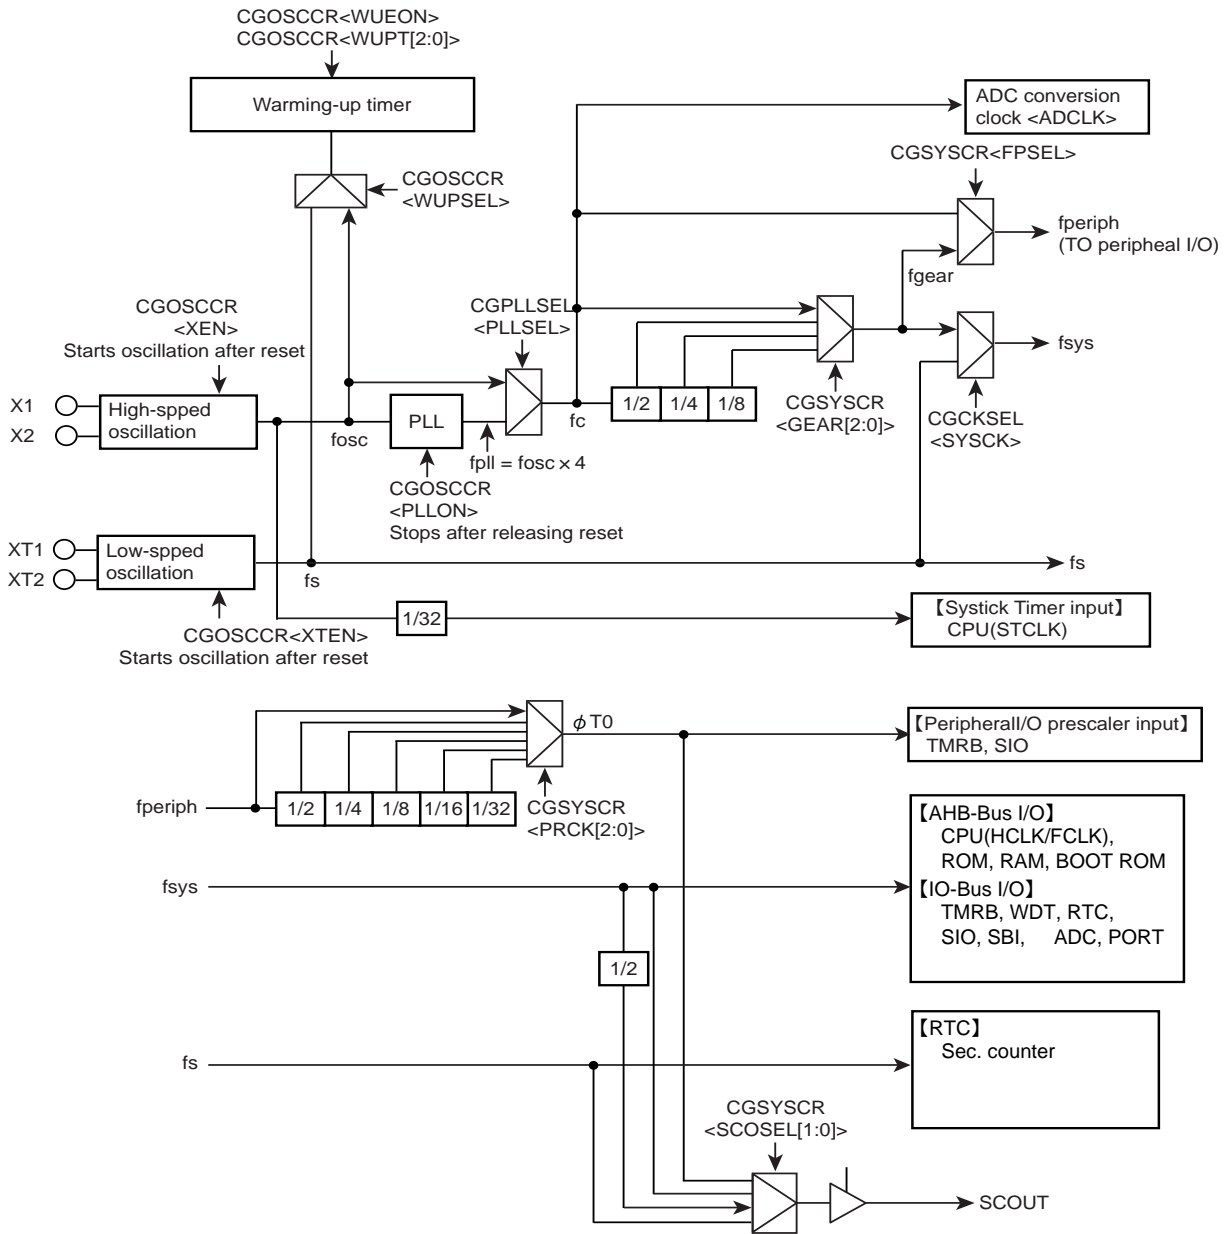 CGOSCCR<WUEON>
CGOSCCR<WUPT[2:0]>
Warming-up timer
ADC conversion
clock <ADCLK>
CGSYSCR<FPSEL>
CGOSCCR
<WUPSEL>
fperiph
(TO peripheal I/O)
fgear
CGOSCCR
<XEN>
Starts oscillation after reset
CGPLLSEL
<PLLSEL>
fsys
X1
X2
High-spped
oscillation
fosc
PLL
fpll = fosc × 4
fc
1/2
1/4
1/8
CGSYSCR
<GEAR[2:0]>
CGCKSEL
<SYSCK>
CGOSCCR
<PLLON>
Stops after releasing reset
XT1
XT2
Low-spped
oscillation
fs
fs
CGOSCCR<XTEN>
Starts oscillation after reset
1/32
【Systick Timer input】
CPU(STCLK)
ϕT0
【Peripherall/O prescaler input】
TMRB, SIO
fperiph
1/2
1/4
1/8
1/16
1/32
CGSYSCR
<PRCK[2:0]>
【AHB-Bus I/O】
CPU(HCLK/FCLK),
ROM, RAM, BOOT ROM
【IO-Bus I/O】
TMRB, WDT, RTC,
SIO, SBI, ADC, PORT
fsys
1/2
【RTC】
Sec. counter
fs
CGSYSCR
<SCOSEL[1:0]>
SCOUT